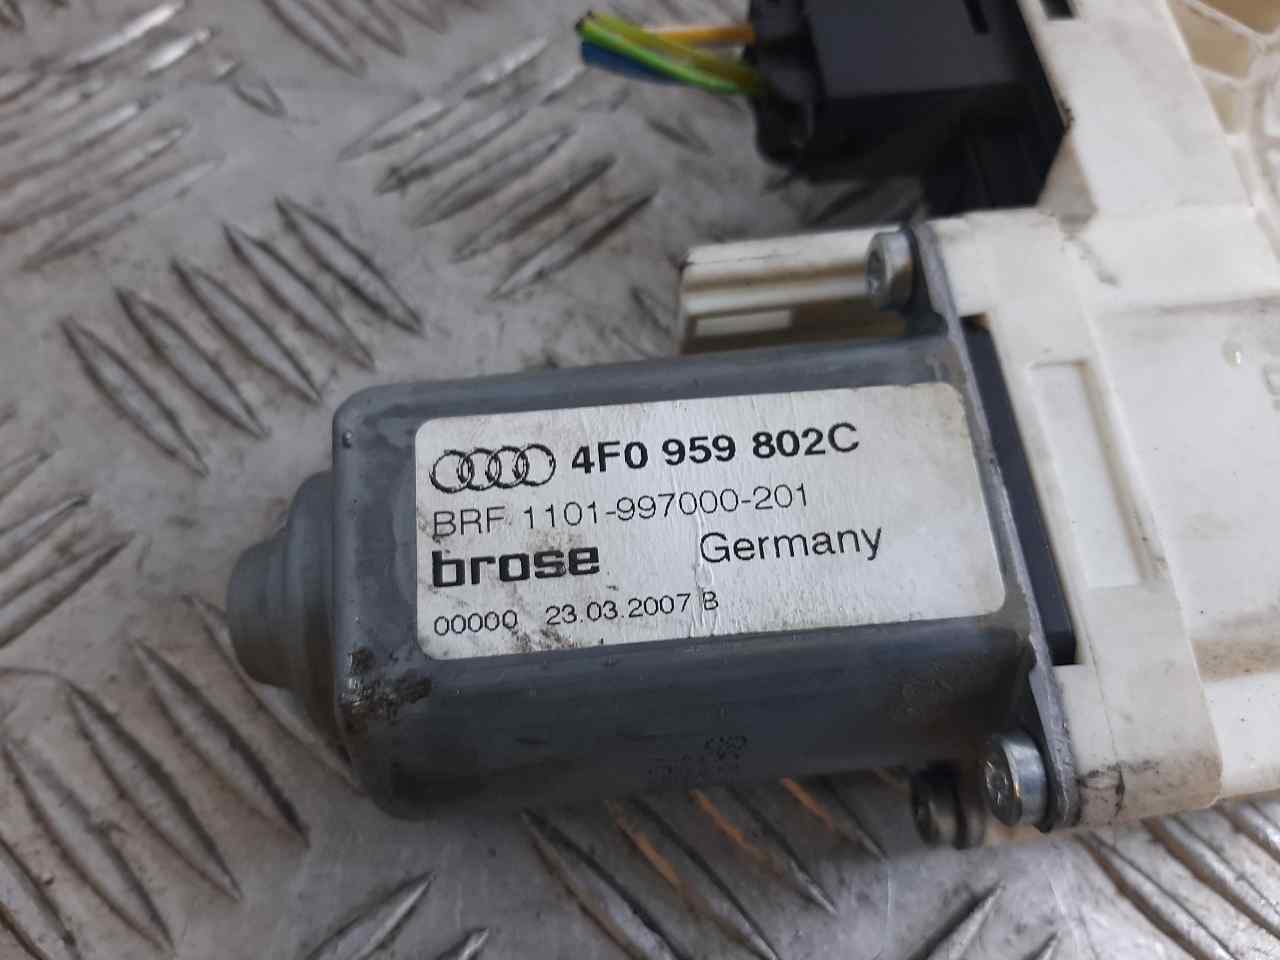 4F0 959 802C
BRF 1101-997000-201
brose Germany
00000 23.03.2007 B